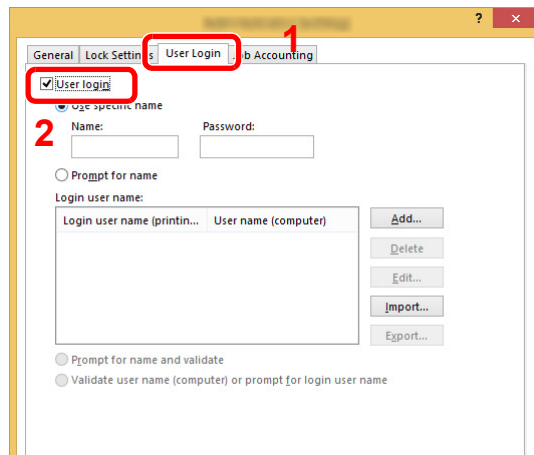 ?
General Lock Settings User Login Job Accounting
1
User login
Use specific name
2
Name: Password:
Prompt for name
Login user name:
Login user name (printin... User name (computer)
Add...
Delete
Edit...
Import...
Export...
Prompt for name and validate
Validate user name (computer) or prompt for login user name